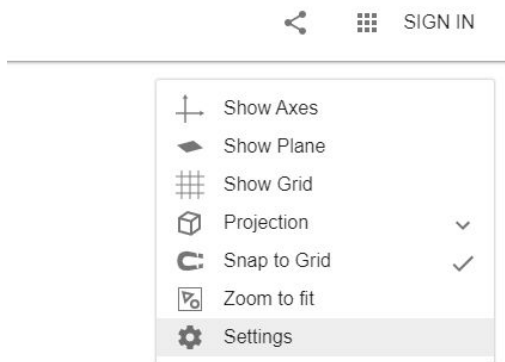 SIGN IN
Show Axes
Show Plane
Show Grid
Projection
Snap to Grid
Zoom to fit
Settings